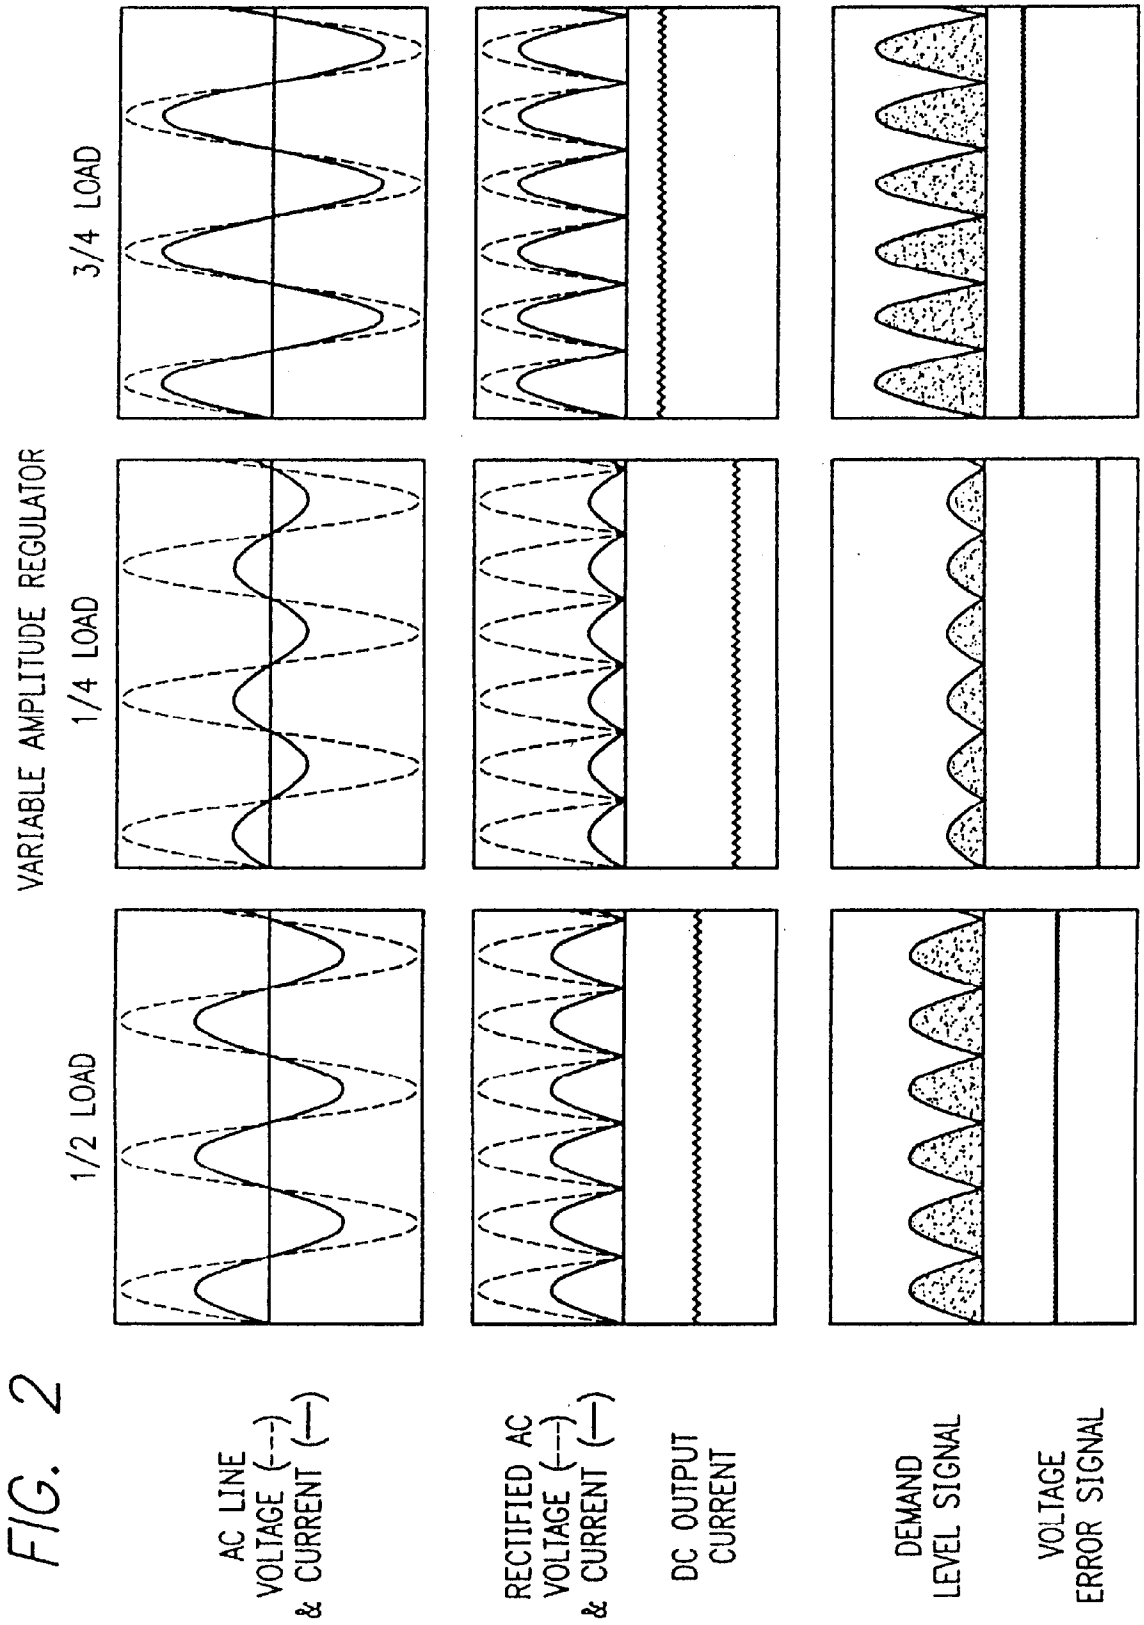 FIG. 2
VARIABLE AMPLITUDE REGULATOR
1/2 LOAD
1/4 LOAD
3/4 LOAD
AC LINE
VOLTAGE (---)
& CURRENT (—)
RECTIFIED AC
VOLTAGE (---)
& CURRENT (—)
DC OUTPUT
CURRENT
DEMAND
LEVEL SIGNAL
VOLTAGE
ERROR SIGNAL